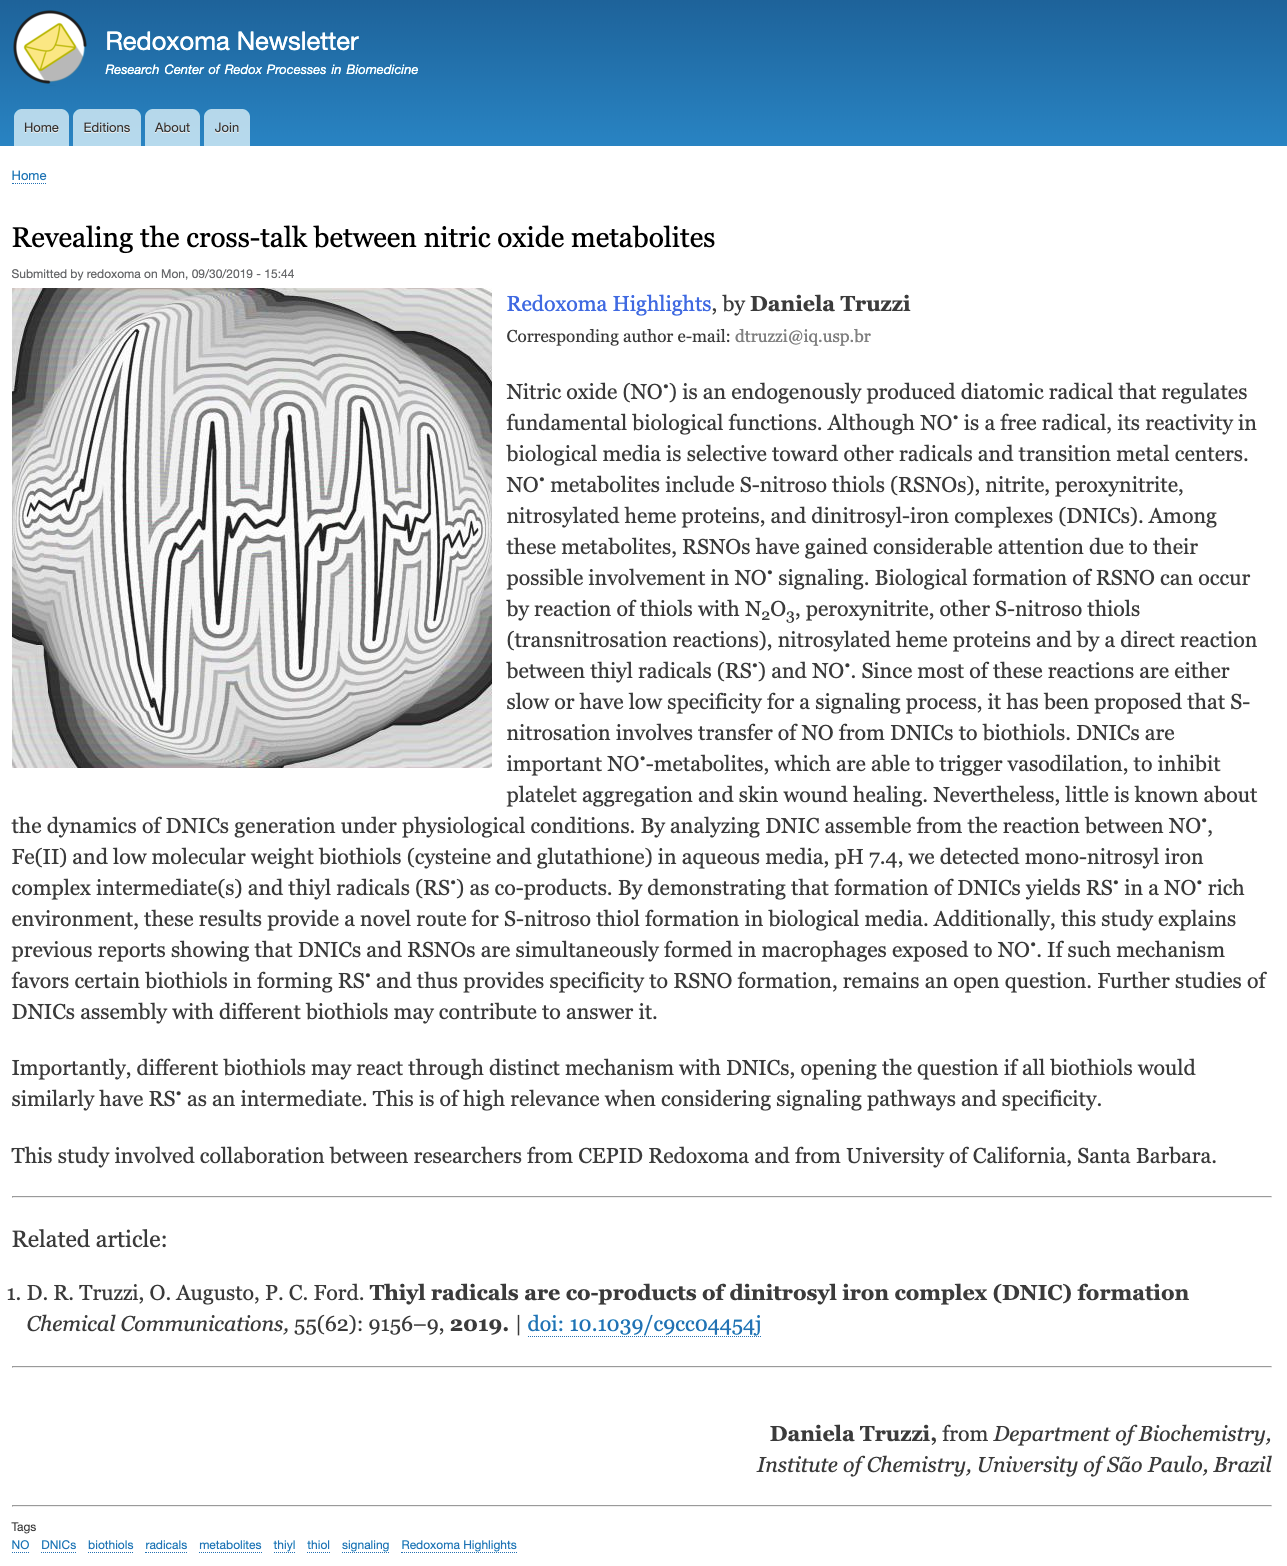 Redoxoma Newsletter
Research Center of Redox Processes in Biomedicine
Home Editions About Join
Home
Revealing the cross-talk between nitric oxide metabolites
Submitted by redoxoma on Mon, 09/30/2019 - 15:44
Redoxoma Highlights, by Daniela Truzzi
Corresponding author e-mail: dtruzzi@iq.usp.br
Nitric oxide (NO•) is an endogenously produced diatomic radical that regulates
fundamental biological functions. Although NO• is a free radical, its reactivity in
biological media is selective toward other radicals and transition metal centers.
NO• metabolites include S-nitroso thiols (RSNOs), nitrite, peroxynitrite,
nitrosylated heme proteins, and dinitrosyl-iron complexes (DNICs). Among
these metabolites, RSNOs have gained considerable attention due to their
possible involvement in NO• signaling. Biological formation of RSNO can occur
by reaction of thiols with N₂O₃, peroxynitrite, other S-nitroso thiols
(transnitrosation reactions), nitrosylated heme proteins and by a direct reaction
between thiyl radicals (RS•) and NO•. Since most of these reactions are either
slow or have low specificity for a signaling process, it has been proposed that S-
nitrosation involves transfer of NO from DNICs to biothiols. DNICs are
important NO•-metabolites, which are able to trigger vasodilation, to inhibit
platelet aggregation and skin wound healing. Nevertheless, little is known about
the dynamics of DNICs generation under physiological conditions. By analyzing DNIC assemble from the reaction between NO•,
Fe(II) and low molecular weight biothiols (cysteine and glutathione) in aqueous media, pH 7.4, we detected mono-nitrosyl iron
complex intermediate(s) and thiyl radicals (RS•) as co-products. By demonstrating that formation of DNICs yields RS• in a NO• rich
environment, these results provide a novel route for S-nitroso thiol formation in biological media. Additionally, this study explains
previous reports showing that DNICs and RSNOs are simultaneously formed in macrophages exposed to NO•. If such mechanism
favors certain biothiols in forming RS• and thus provides specificity to RSNO formation, remains an open question. Further studies of
DNICs assembly with different biothiols may contribute to answer it.
Importantly, different biothiols may react through distinct mechanism with DNICs, opening the question if all biothiols would
similarly have RS• as an intermediate. This is of high relevance when considering signaling pathways and specificity.
This study involved collaboration between researchers from CEPID Redoxoma and from University of California, Santa Barbara.
Related article:
1. D. R. Truzzi, O. Augusto, P. C. Ford. Thiyl radicals are co-products of dinitrosyl iron complex (DNIC) formation
Chemical Communications, 55(62): 9156–9, 2019. | doi: 10.1039/c9cc04454j
Daniela Truzzi, from Department of Biochemistry,
Institute of Chemistry, University of São Paulo, Brazil
Tags
NO DNICs biothiols radicals metabolites thiyl thiol signaling Redoxoma Highlights